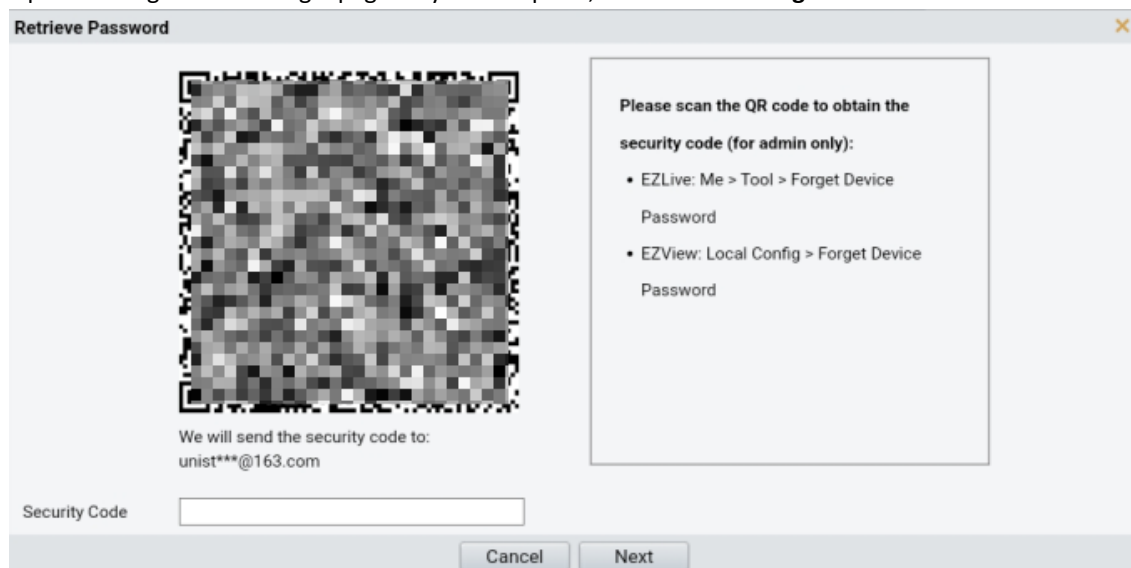 Retrieve Password
Please scan the QR code to obtain the
security code (for admin only):
• EZLive: Me > Tool > Forget Device
Password
• EZView: Local Config > Forget Device
Password
We will send the security code to:
unist***@163.com
Security Code
Cancel
Next